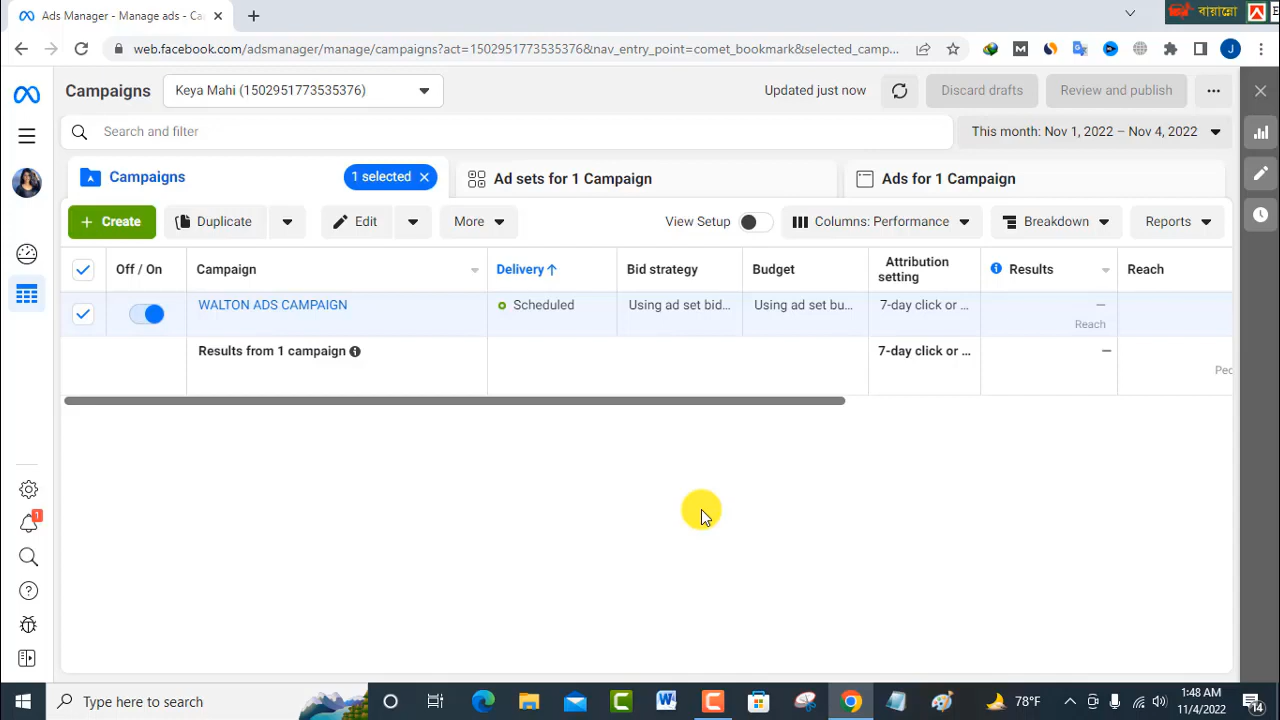 Ads Manager - Manage ads - Ca
বায়ান্নো
E
web.facebook.com/adsmanager/manage/campaigns?act=1502951773535376&nav_entry_point=comet_bookmark&selected_camp...
M
J
Campaigns
Keya Mahi (1502951773535376)
Updated just now
Discard drafts
Review and publish
Search and filter
This month: Nov 1, 2022 – Nov 4, 2022
Campaigns
1 selected
Ad sets for 1 Campaign
Ads for 1 Campaign
+ Create
Duplicate
Edit
More
View Setup
Columns: Performance
Breakdown
Reports
Off / On
Campaign
Delivery ↑
Bid strategy
Budget
Attribution setting
Results
Reach
WALTON ADS CAMPAIGN
Scheduled
Using ad set bid...
Using ad set bu...
7-day click or ...
—
Reach
Results from 1 campaign
7-day click or ...
—
Pec
1
Type here to search
78°F
1:48 AM
11/4/2022
14